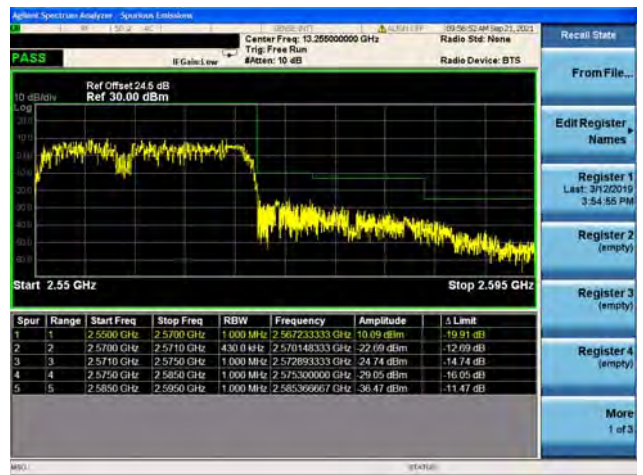 Agilent Spectrum Analyzer - Spurious Emissions
RF 50 Ω AC SENSE:INT ALIGN OFF 09:56:52 AM Sep 21, 2021
Center Freq: 13.255000000 GHz Radio Std: None
PASS Trig: Free Run
IFGain:Low #Atten: 10 dB Radio Device: BTS
Ref Offset 24.5 dB
10 dB/div Ref 30.00 dBm
Log
Start 2.55 GHz Stop 2.595 GHz
Spur Range Start Freq Stop Freq RBW Frequency Amplitude Δ Limit
1 1 2.5500 GHz 2.5700 GHz 1.000 MHz 2.567233333 GHz 10.09 dBm -19.91 dB
2 2 2.5700 GHz 2.5710 GHz 430.0 kHz 2.570148333 GHz -22.69 dBm -12.69 dB
3 3 2.5710 GHz 2.5750 GHz 1.000 MHz 2.572893333 GHz -24.74 dBm -14.74 dB
4 4 2.5750 GHz 2.5850 GHz 1.000 MHz 2.575300000 GHz -29.05 dBm -16.05 dB
5 5 2.5850 GHz 2.5950 GHz 1.000 MHz 2.585366667 GHz -36.47 dBm -11.47 dB
MSG STATUS
Recall State
From File...
Edit Register
Names
Register 1
Last: 3/12/2019
3:54:55 PM
Register 2
(empty)
Register 3
(empty)
Register 4
(empty)
More
1 of 3